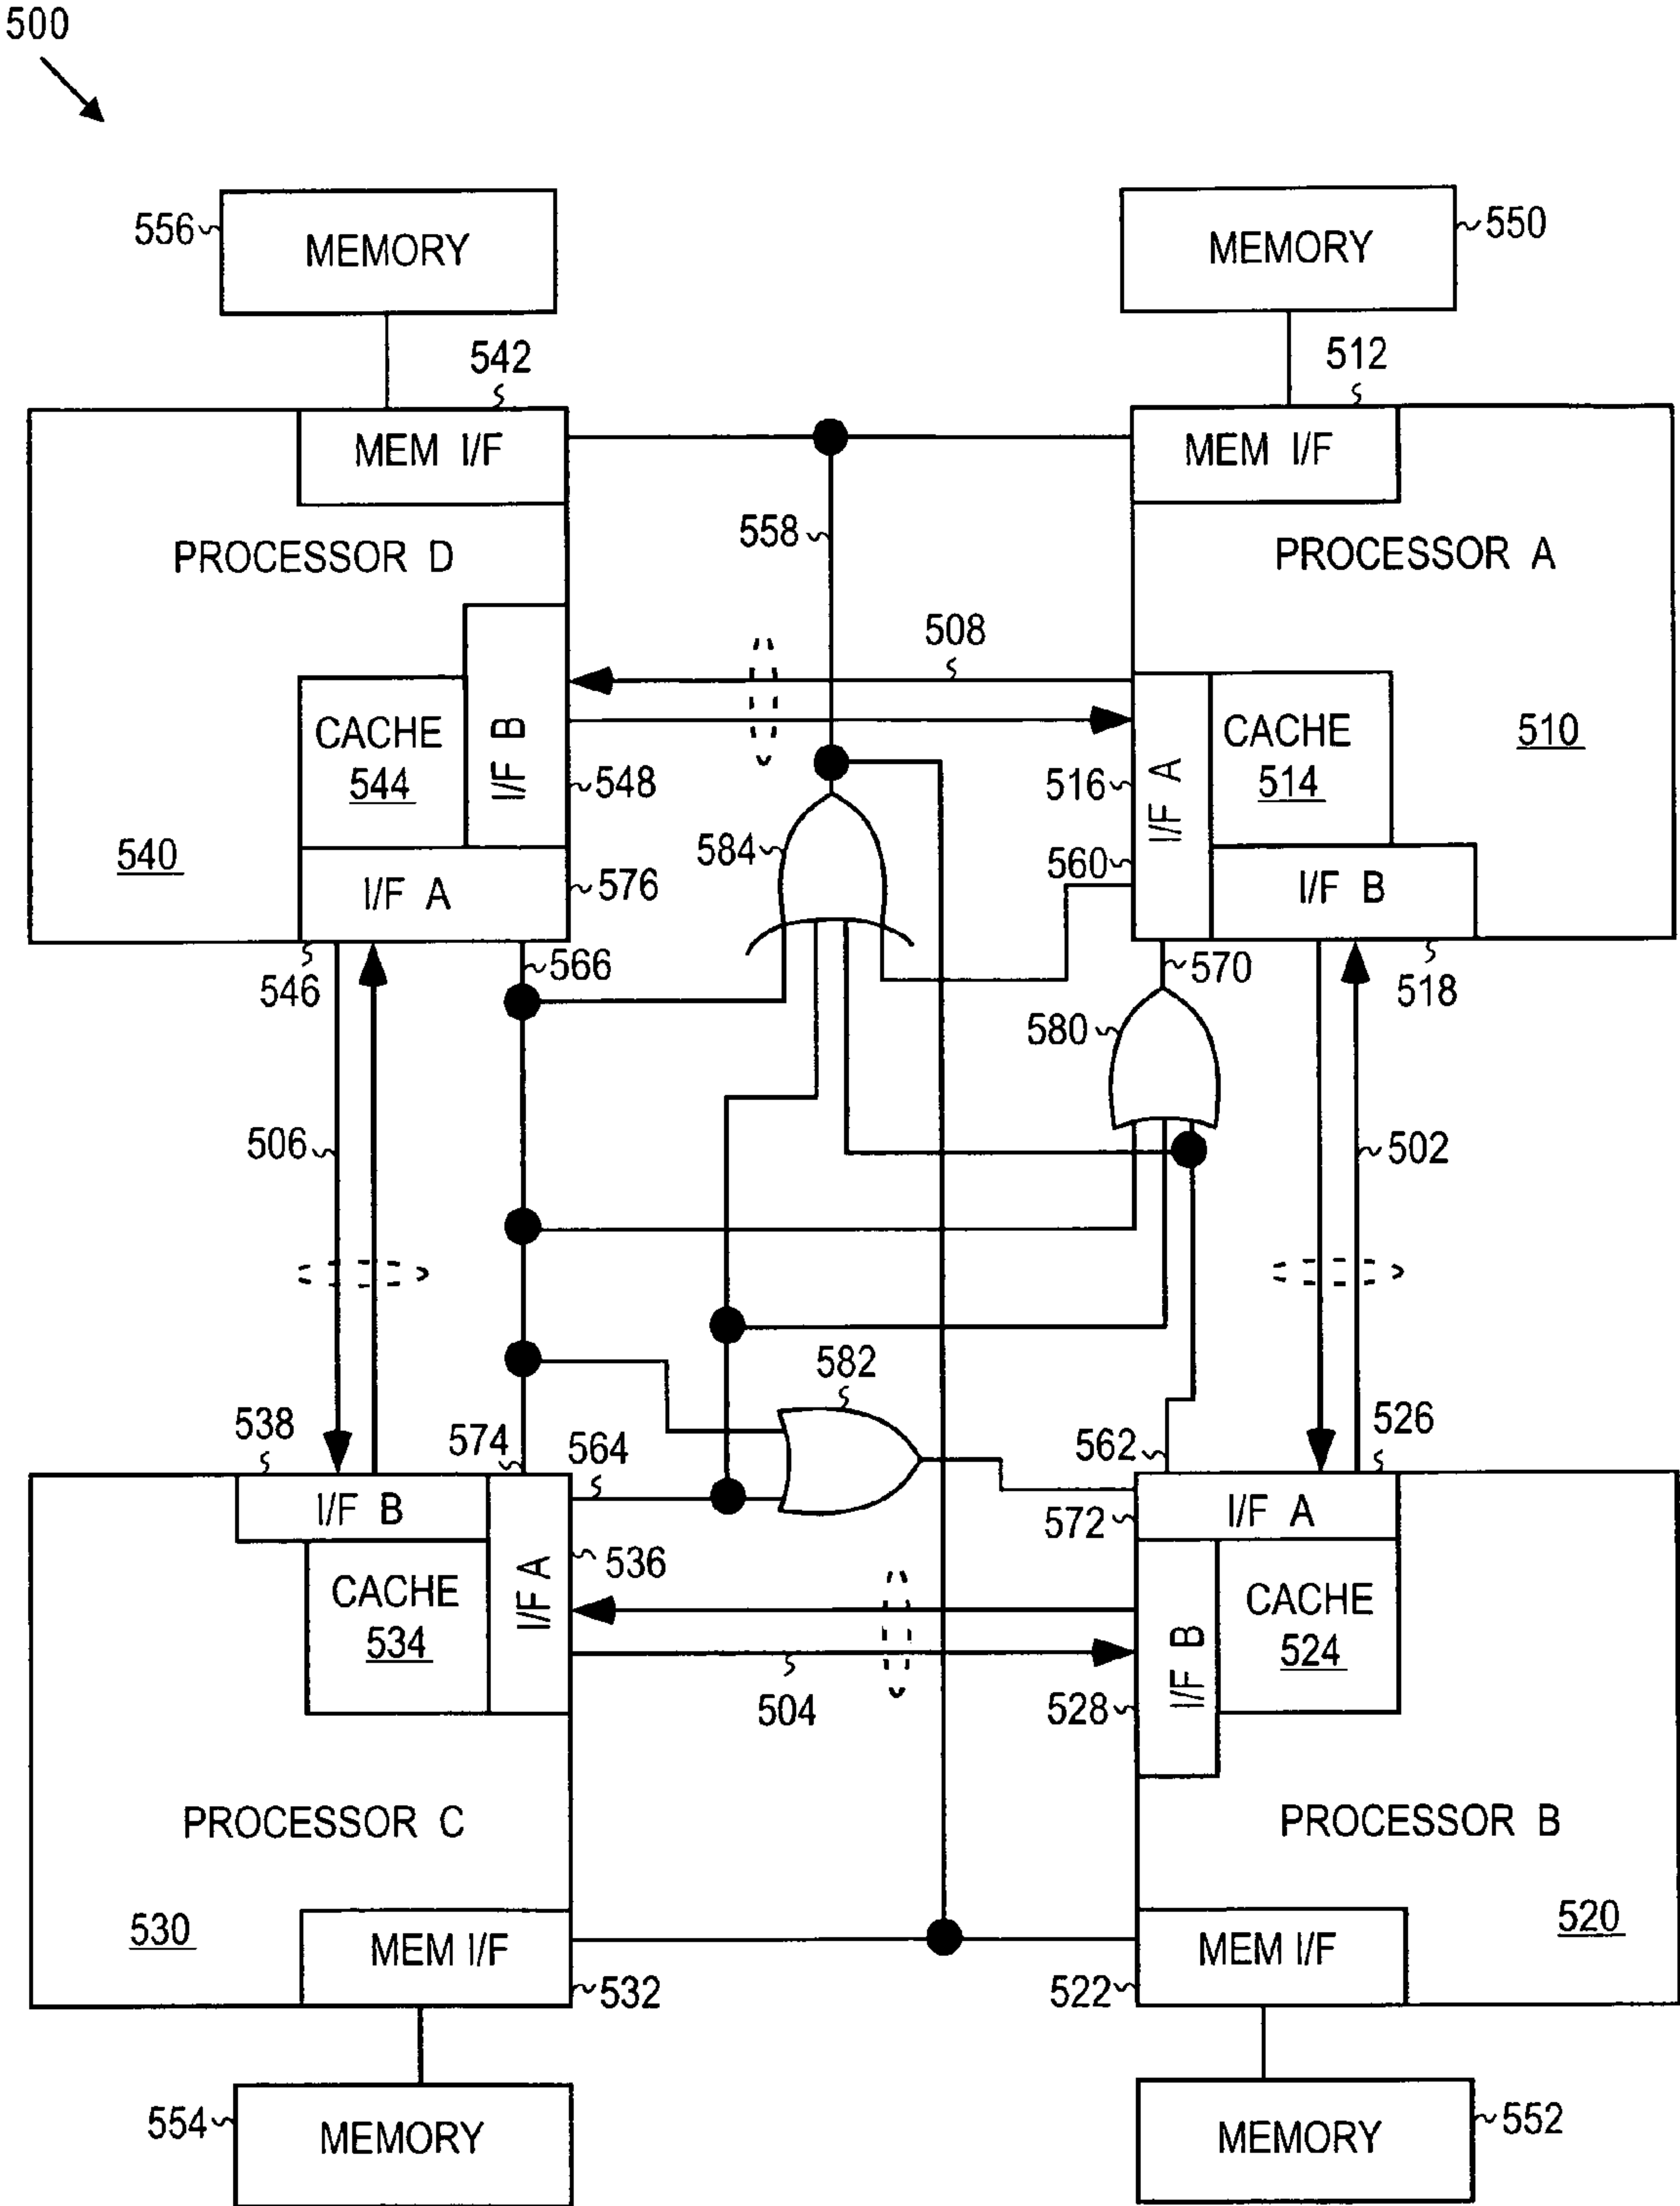 500
556
MEMORY
MEMORY
550
542
512
MEM I/F
MEM I/F
558
PROCESSOR D
PROCESSOR A
508
CACHE
544
I/F B
548
516
I/F A
CACHE
514
510
540
584
560
I/F A
576
I/F B
546
566
570
518
580
506
502
582
538
574
564
562
526
I/F B
572
I/F A
536
I/F A
CACHE
534
CACHE
524
I/F B
528
504
PROCESSOR C
PROCESSOR B
530
520
MEM I/F
MEM I/F
532
522
554
MEMORY
MEMORY
552